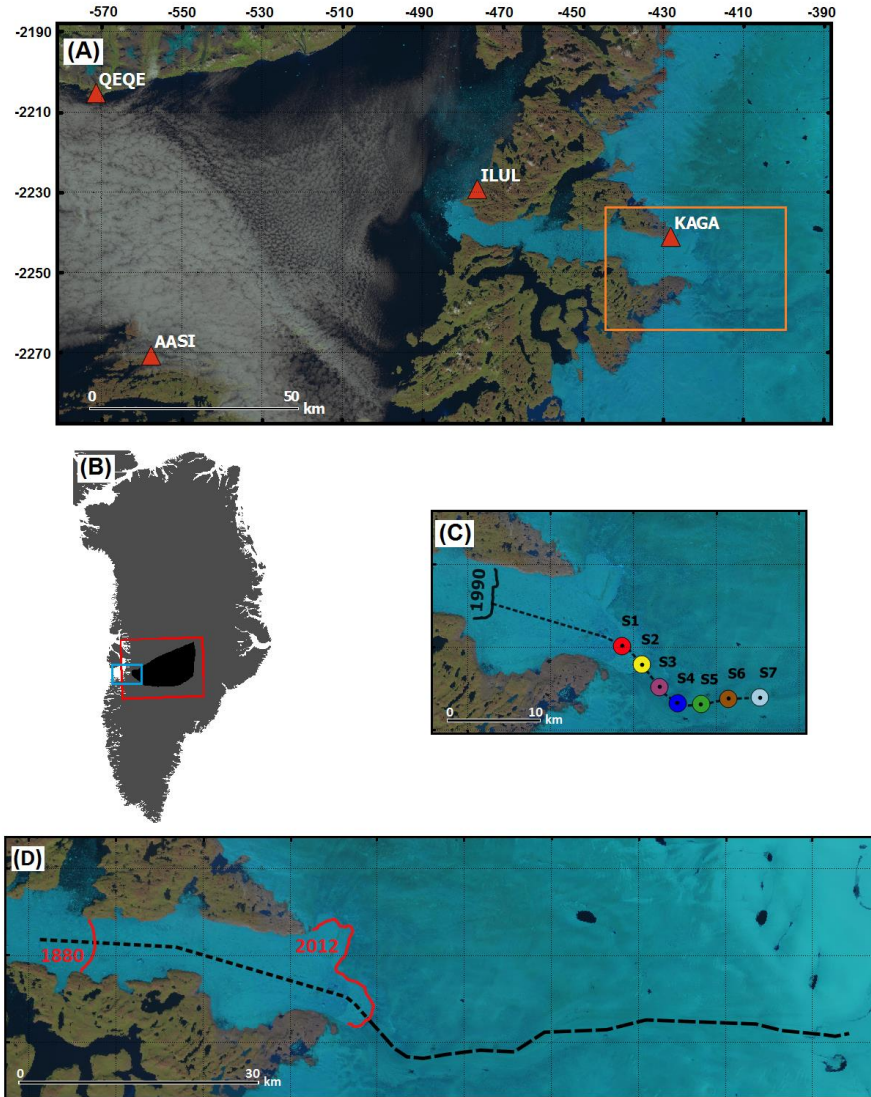 -570 -550 -530 -510 -490 -470 -450 -430 -410 -390
-2190
(A)
QEQE
-2210
ILUL
-2230
KAGA
-2250
AASI
-2270
0 50
km
(B)
(C)
1990
S1
S2
S3
S4 S5 S6 S7
0 10
km
(D)
1880
2012
0 30
km